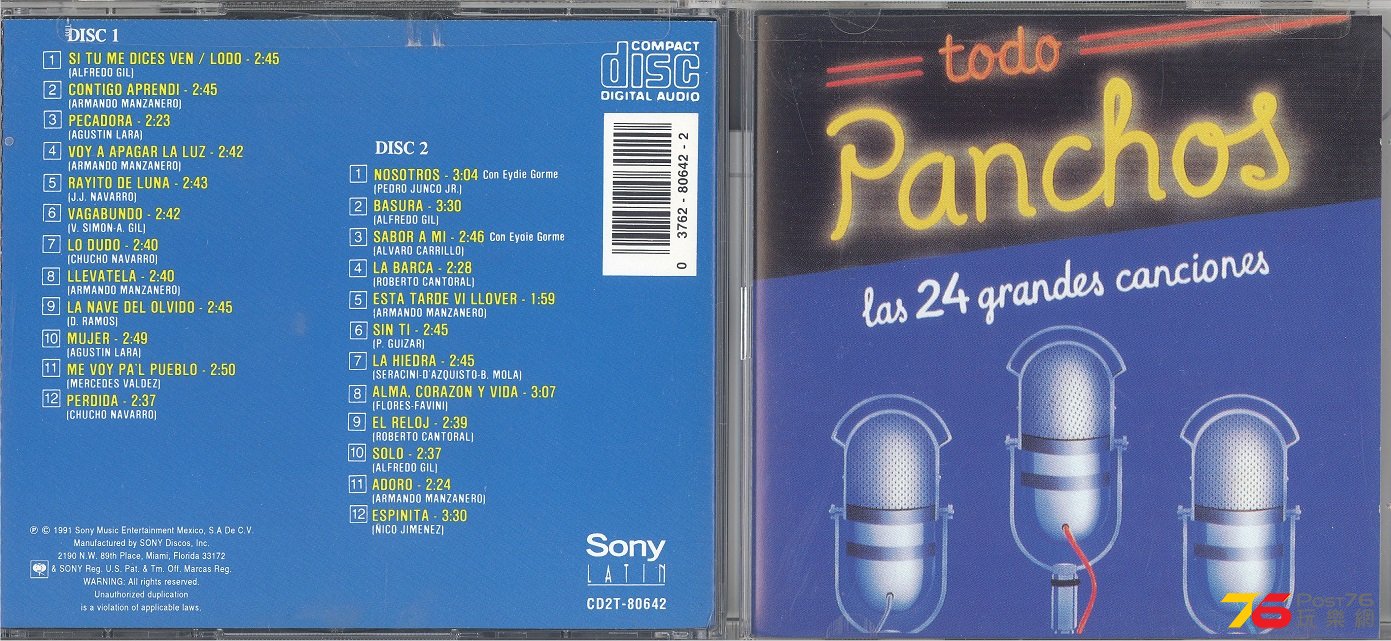 DISC 1
1 SI TU ME DICES VEN / LODO - 2:45
(ALFREDO GIL)
2 CONTIGO APRENDI - 2:45
(ARMANDO MANZANERO)
3 PECADORA - 2:23
(AGUSTIN LARA)
4 VOY A APAGAR LA LUZ - 2:42
(ARMANDO MANZANERO)
5 RAYITO DE LUNA - 2:43
(J.J. NAVARRO)
6 VAGABUNDO - 2:42
(V. SIMON-A. GIL)
7 LO DUDO - 2:40
(CHUCHO NAVARRO)
8 LLEVATELA - 2:40
(ARMANDO MANZANERO)
9 LA NAVE DEL OLVIDO - 2:45
(D. RAMOS)
10 MUJER - 2:49
(AGUSTIN LARA)
11 ME VOY PA'L PUEBLO - 2:50
(MERCEDES VALDEZ)
12 PERDIDA - 2:37
(CHUCHO NAVARRO)
℗ © 1991 Sony Music Entertainment Mexico, S.A De C.V.
Manufactured by SONY Discos, Inc.
2190 N.W. 89th Place, Miami, Florida 33172
& SONY Reg. U.S. Pat. & Tm. Off. Marcas Reg.
WARNING: All rights reserved.
Unauthorized duplication
is a violation of applicable laws.
DISC 2
1 NOSOTROS - 3:04 Con Eydie Gorme
(PEDRO JUNCO JR.)
2 BASURA - 3:30
(ALFREDO GIL)
3 SABOR A MI - 2:46 Con Eydie Gorme
(ALVARO CARRILLO)
4 LA BARCA - 2:28
(ROBERTO CANTORAL)
5 ESTA TARDE VI LLOVER - 1:59
(ARMANDO MANZANERO)
6 SIN TI - 2:45
(P. GUIZAR)
7 LA HIEDRA - 2:45
(SERACINI-D'AZQUISTO-B. MOLA)
8 ALMA, CORAZON Y VIDA - 3:07
(FLORES-FAVINI)
9 EL RELOJ - 2:39
(ROBERTO CANTORAL)
10 SOLO - 2:37
(ALFREDO GIL)
11 ADORO - 2:24
(ARMANDO MANZANERO)
12 ESPINITA - 3:30
(ÑICO JIMENEZ)
COMPACT
disc
DIGITAL AUDIO
0 3762 - 80642 - 2
Sony
LATIN
CD2T-80642
todo
Panchos
las 24 grandes canciones
76 Post76
玩樂網